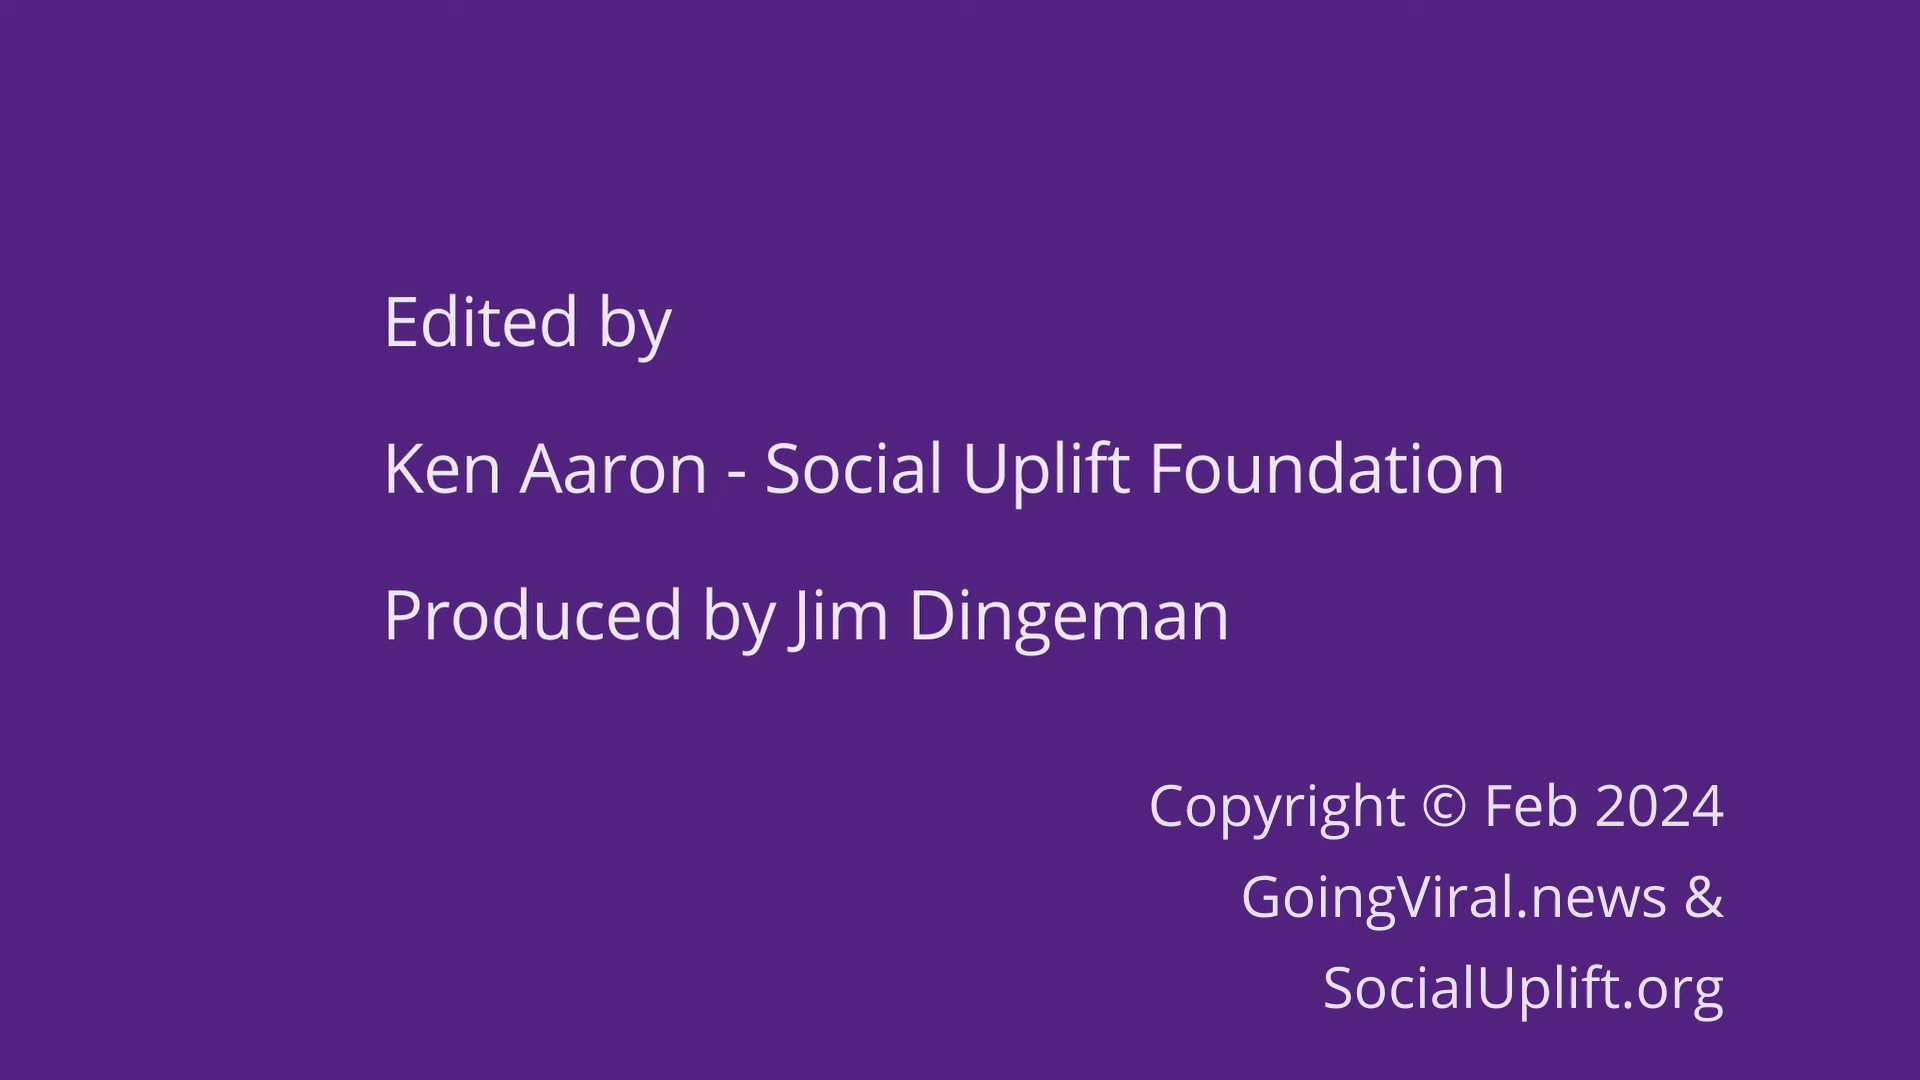 Edited by
Ken Aaron - Social Uplift Foundation
Produced by Jim Dingeman
Copyright © Feb 2024
GoingViral.news &
SocialUplift.org